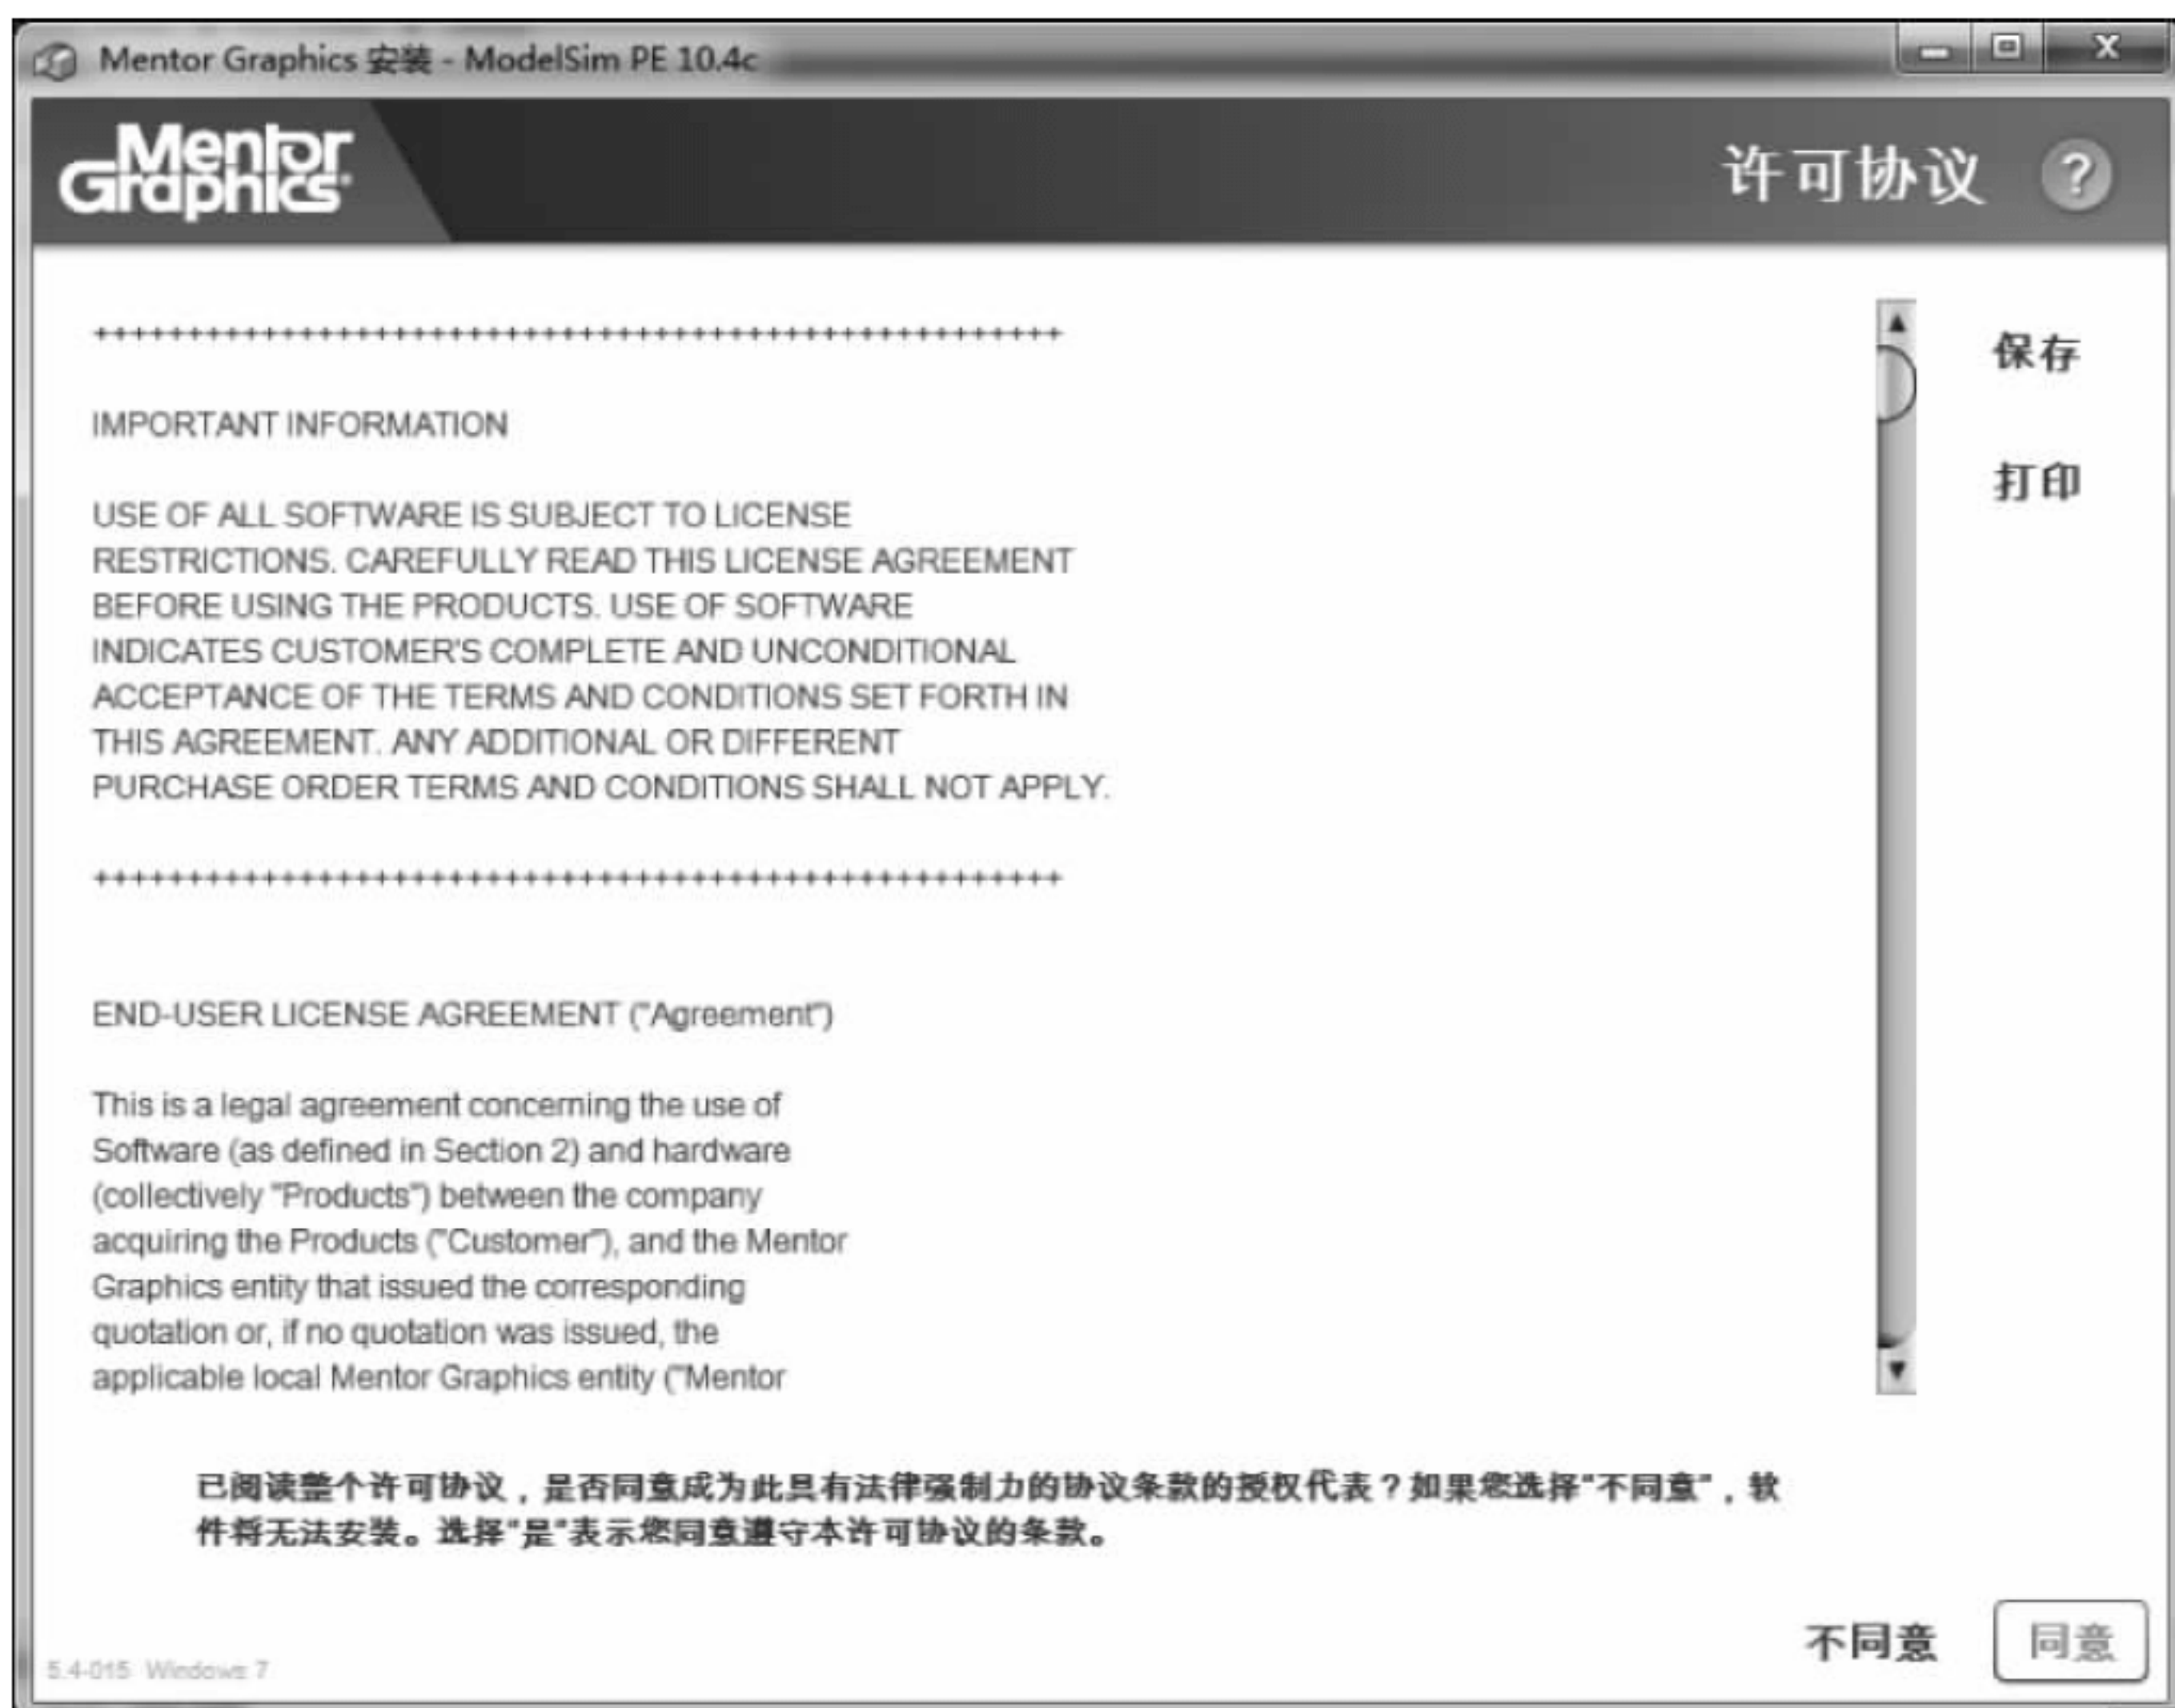 Mentor Graphics 安装 - ModelSim PE 10.4c
Mentor
Graphics
许可协议 ?
++++++++++++++++++++++++++++++++++++++++++++++++++++
保存
IMPORTANT INFORMATION
打印
USE OF ALL SOFTWARE IS SUBJECT TO LICENSE
RESTRICTIONS. CAREFULLY READ THIS LICENSE AGREEMENT
BEFORE USING THE PRODUCTS. USE OF SOFTWARE
INDICATES CUSTOMER'S COMPLETE AND UNCONDITIONAL
ACCEPTANCE OF THE TERMS AND CONDITIONS SET FORTH IN
THIS AGREEMENT. ANY ADDITIONAL OR DIFFERENT
PURCHASE ORDER TERMS AND CONDITIONS SHALL NOT APPLY.
++++++++++++++++++++++++++++++++++++++++++++++++++++
END-USER LICENSE AGREEMENT ("Agreement")
This is a legal agreement concerning the use of
Software (as defined in Section 2) and hardware
(collectively "Products") between the company
acquiring the Products ("Customer"), and the Mentor
Graphics entity that issued the corresponding
quotation or, if no quotation was issued, the
applicable local Mentor Graphics entity ("Mentor
已阅读整个许可协议，是否同意成为此具有法律强制力的协议条款的授权代表？如果您选择“不同意”，软
件将无法安装。选择“是”表示您同意遵守本许可协议的条款。
不同意 同意
5.4-015 Windows 7